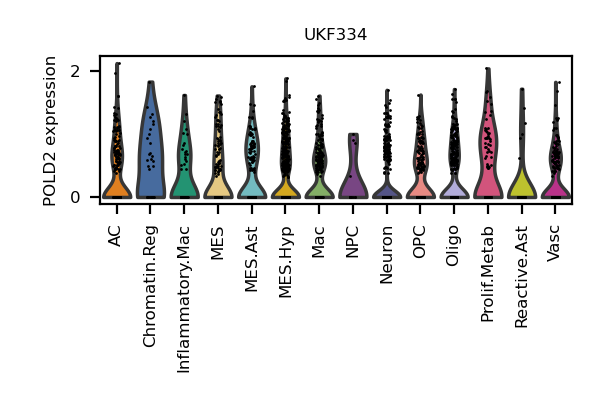 UKF334
POLD2 expression
2
0
AC
Chromatin.Reg
Inflammatory.Mac
MES
MES.Ast
MES.Hyp
Mac
NPC
Neuron
OPC
Oligo
Prolif.Metab
Reactive.Ast
Vasc